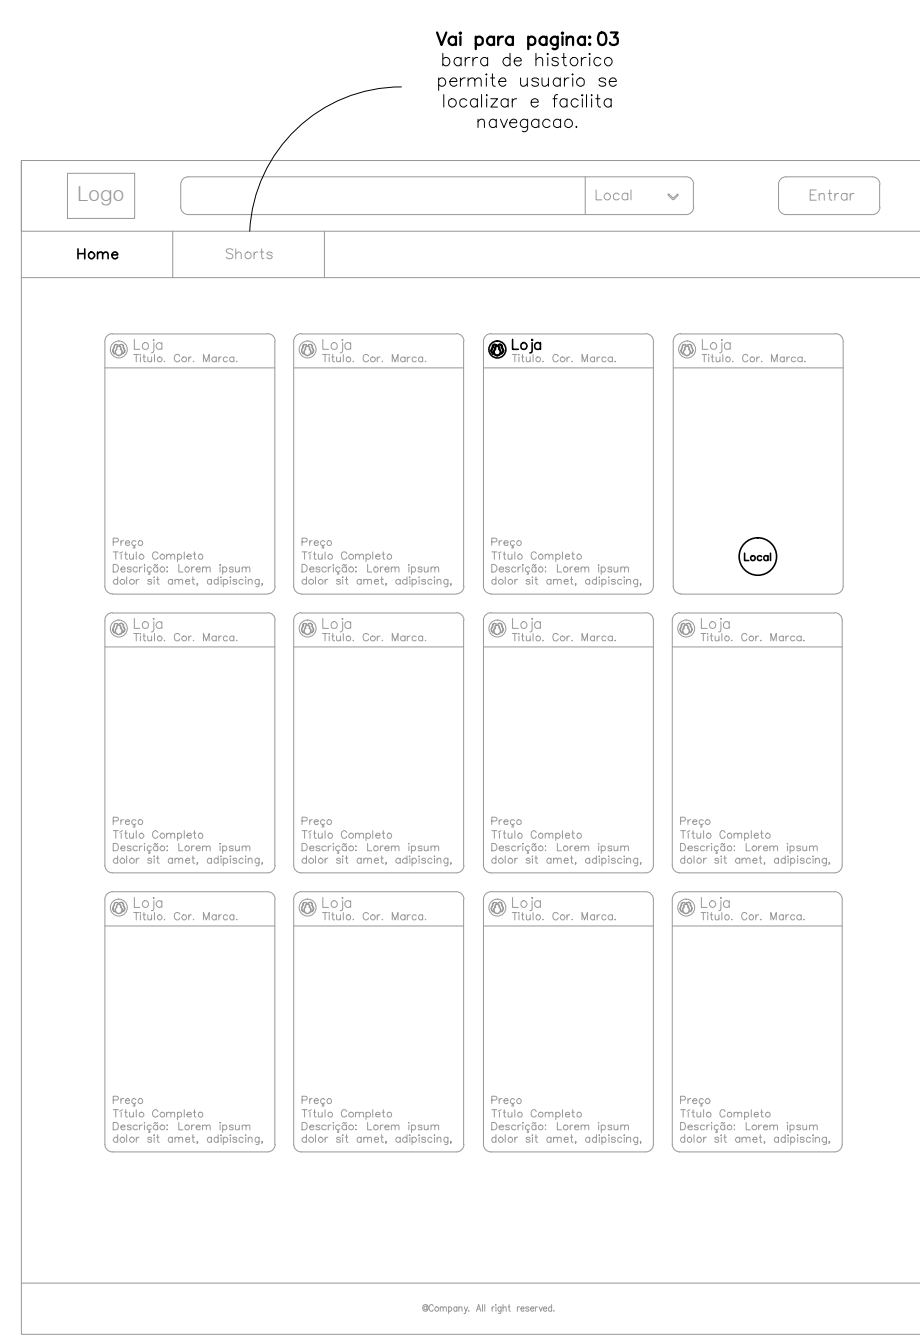 Vai para pagina: 03
barra de historico
permite usuario se
localizar e facilita
navegacao.
Logo
Local
Entrar
Home
Shorts
Loja
Titulo. Cor. Marca.
Preço
Título Completo
Descrição: Lorem ipsum
dolor sit amet, adipiscing,
Loja
Titulo. Cor. Marca.
Preço
Título Completo
Descrição: Lorem ipsum
dolor sit amet, adipiscing,
Loja
Titulo. Cor. Marca.
Preço
Título Completo
Descrição: Lorem ipsum
dolor sit amet, adipiscing,
Loja
Titulo. Cor. Marca.
Local
Loja
Titulo. Cor. Marca.
Preço
Título Completo
Descrição: Lorem ipsum
dolor sit amet, adipiscing,
Loja
Titulo. Cor. Marca.
Preço
Título Completo
Descrição: Lorem ipsum
dolor sit amet, adipiscing,
Loja
Titulo. Cor. Marca.
Preço
Título Completo
Descrição: Lorem ipsum
dolor sit amet, adipiscing,
Loja
Titulo. Cor. Marca.
Preço
Título Completo
Descrição: Lorem ipsum
dolor sit amet, adipiscing,
Loja
Titulo. Cor. Marca.
Preço
Título Completo
Descrição: Lorem ipsum
dolor sit amet, adipiscing,
Loja
Titulo. Cor. Marca.
Preço
Título Completo
Descrição: Lorem ipsum
dolor sit amet, adipiscing,
Loja
Titulo. Cor. Marca.
Preço
Título Completo
Descrição: Lorem ipsum
dolor sit amet, adipiscing,
Loja
Titulo. Cor. Marca.
Preço
Título Completo
Descrição: Lorem ipsum
dolor sit amet, adipiscing,
@Company. All right reserved.